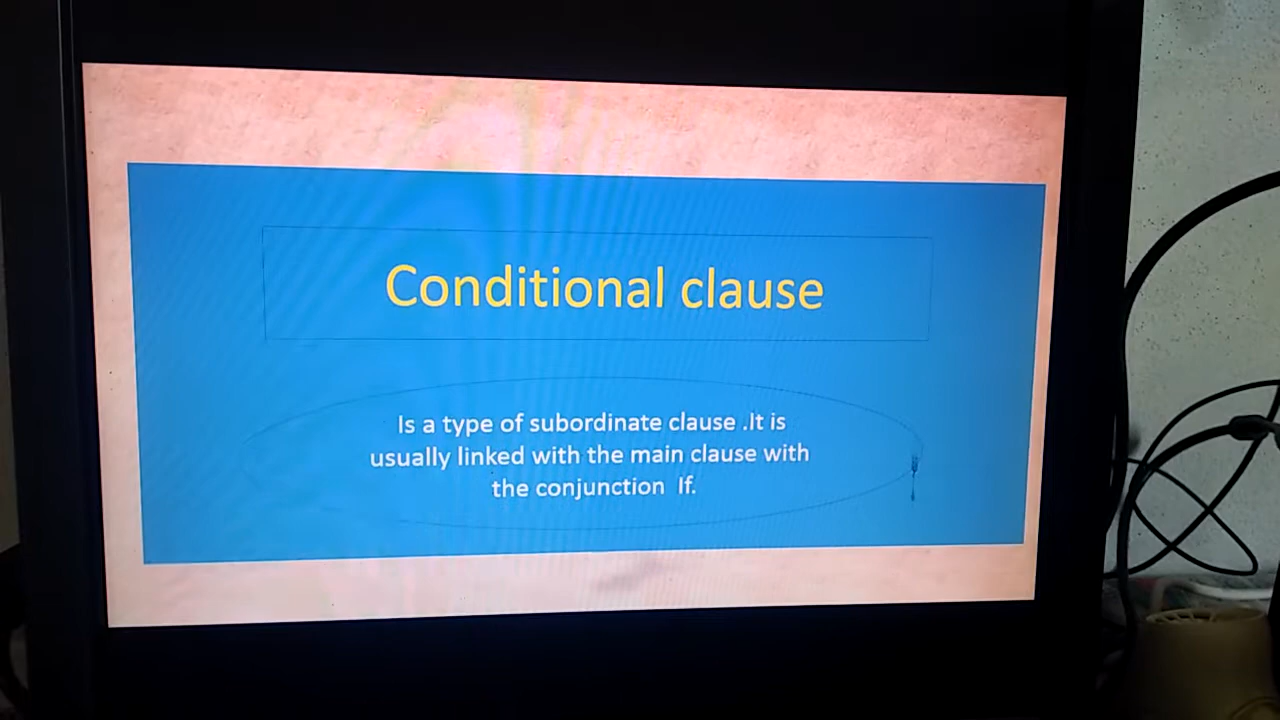 Conditional clause
Is a type of subordinate clause .It is
usually linked with the main clause with
the conjunction  If.